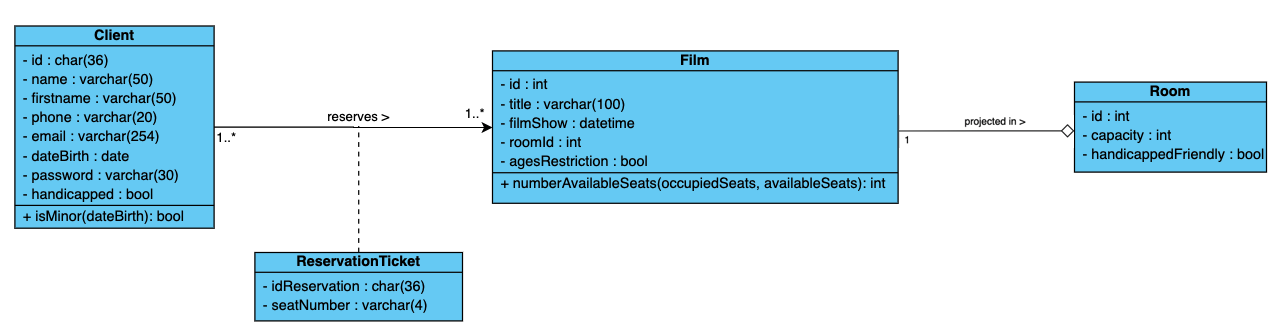 Client
- id : char(36)
- name : varchar(50)
- firstname : varchar(50)
- phone : varchar(20)
- email : varchar(254)
- dateBirth : date
- password : varchar(30)
- handicapped : bool
+ isMinor(dateBirth): bool
1..*
reserves >
1..*
ReservationTicket
- idReservation : char(36)
- seatNumber : varchar(4)
Film
- id : int
- title : varchar(100)
- filmShow : datetime
- roomId : int
- agesRestriction : bool
+ numberAvailableSeats(occupiedSeats, availableSeats): int
1
projected in >
Room
- id : int
- capacity : int
- handicappedFriendly : bool